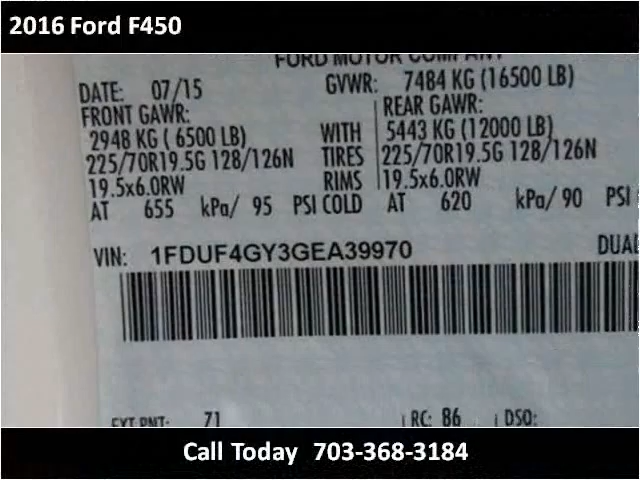 2016 Ford F450
FORD MOTOR COMPANY
DATE: 07/15 GVWR: 7484 KG (16500 LB)
FRONT GAWR: REAR GAWR:
2948 KG ( 6500 LB) WITH 5443 KG (12000 LB)
225/70R19.5G 128/126N TIRES 225/70R19.5G 128/126N
19.5x6.0RW RIMS 19.5x6.0RW
AT 655 kPa/ 95 PSI COLD AT 620 kPa/ 90 PSI
VIN: 1FDUF4GY3GEA39970 DUAL
EXT PNT: 71 RC: 86 DSO:
Call Today 703-368-3184